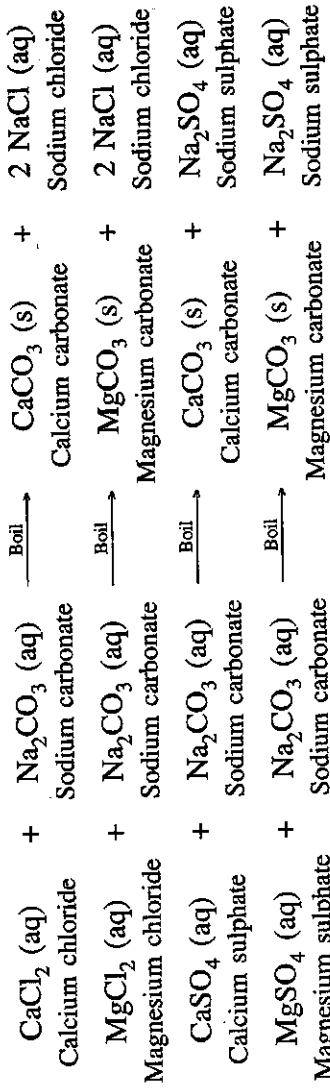 CaCl₂ (aq) + Na₂CO₃ (aq) —Boil→ CaCO₃ (s) + 2 NaCl (aq)
Calcium chloride Sodium carbonate Calcium carbonate Sodium chloride
MgCl₂ (aq) + Na₂CO₃ (aq) —Boil→ MgCO₃ (s) + 2 NaCl (aq)
Magnesium chloride Sodium carbonate Magnesium carbonate Sodium chloride
CaSO₄ (aq) + Na₂CO₃ (aq) —Boil→ CaCO₃ (s) + Na₂SO₄ (aq)
Calcium sulphate Sodium carbonate Calcium carbonate Sodium sulphate
MgSO₄ (aq) + Na₂CO₃ (aq) —Boil→ MgCO₃ (s) + Na₂SO₄ (aq)
Magnesium sulphate Sodium carbonate Magnesium carbonate Sodium sulphate